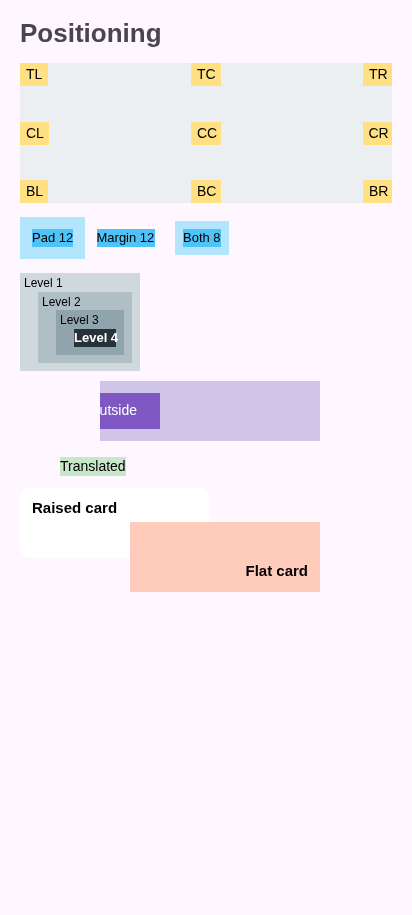 Positioning
TL TC TR
CL CC CR
BL BC BR
Pad 12 Margin 12 Both 8
Level 1
Level 2
Level 3
Level 4
utside
Translated
Raised card
Flat card